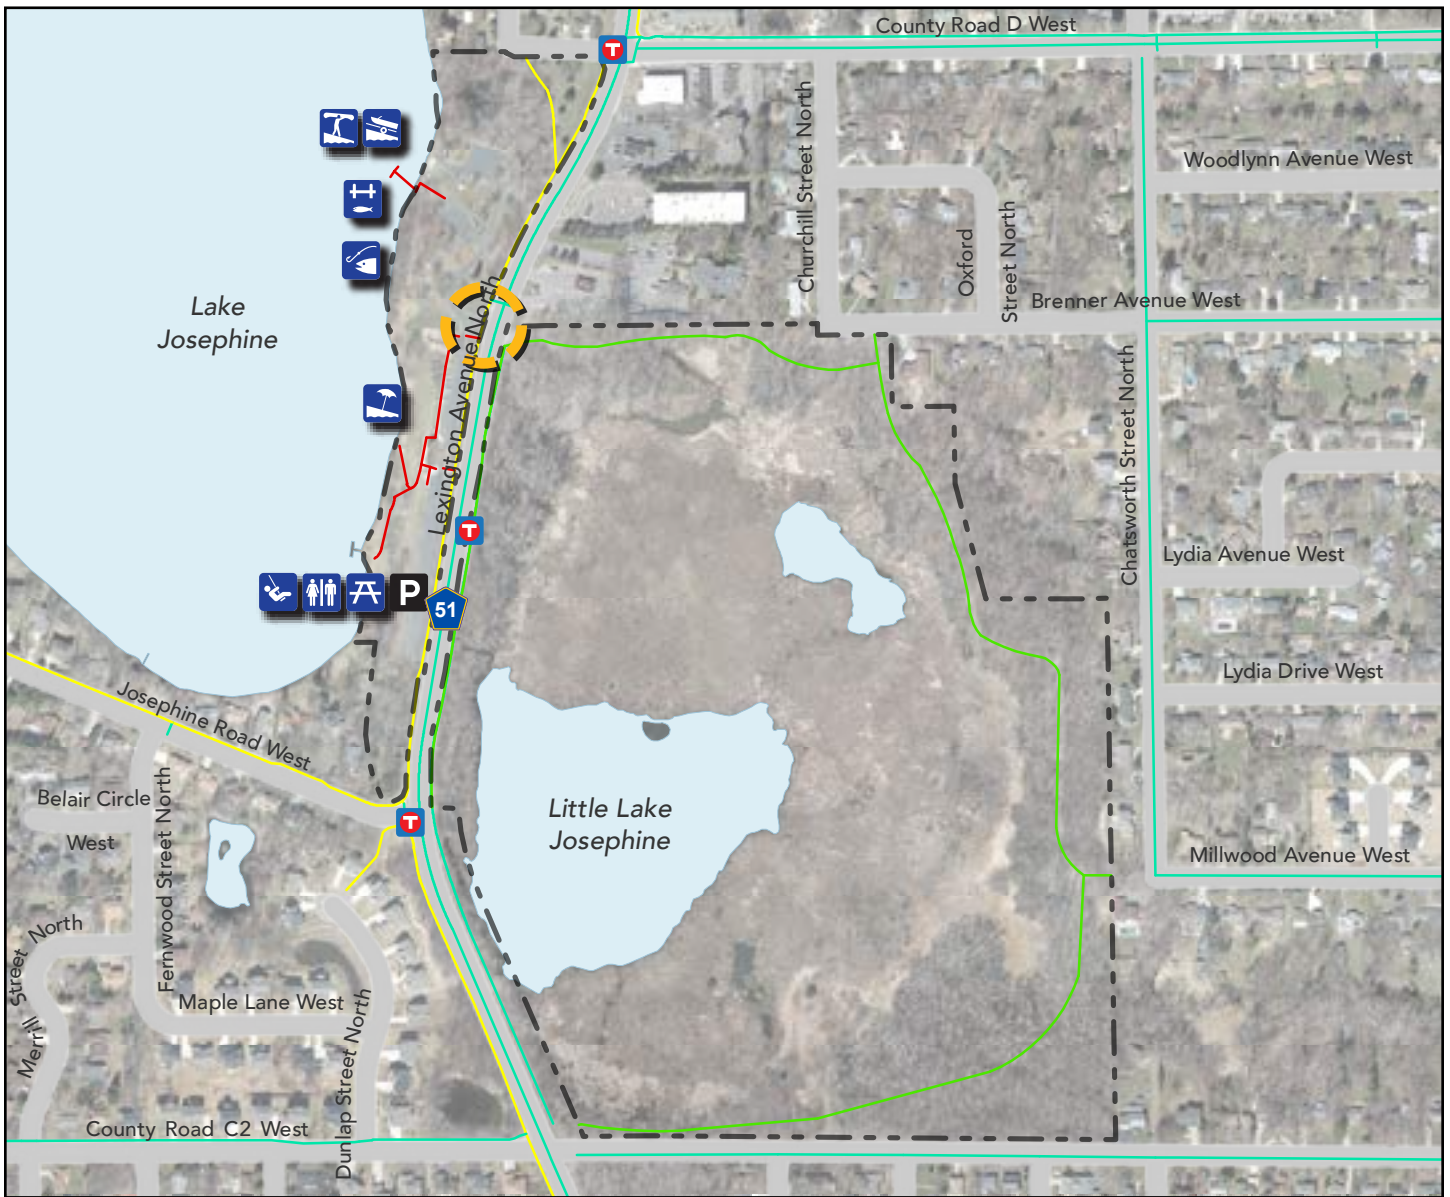 County Road D West
T
Woodlynn Avenue West
Churchill Street North
Oxford
Street North
Brenner Avenue West
Lake
Josephine
Lexington Avenue North
Chatsworth Street North
T
Lydia Avenue West
P
51
Lydia Drive West
Josephine Road West
Belair Circle
West
Fernwood Street North
T
Little Lake
Josephine
Millwood Avenue West
Merrill Street North
Maple Lane West
Dunlap Street North
County Road C2 West